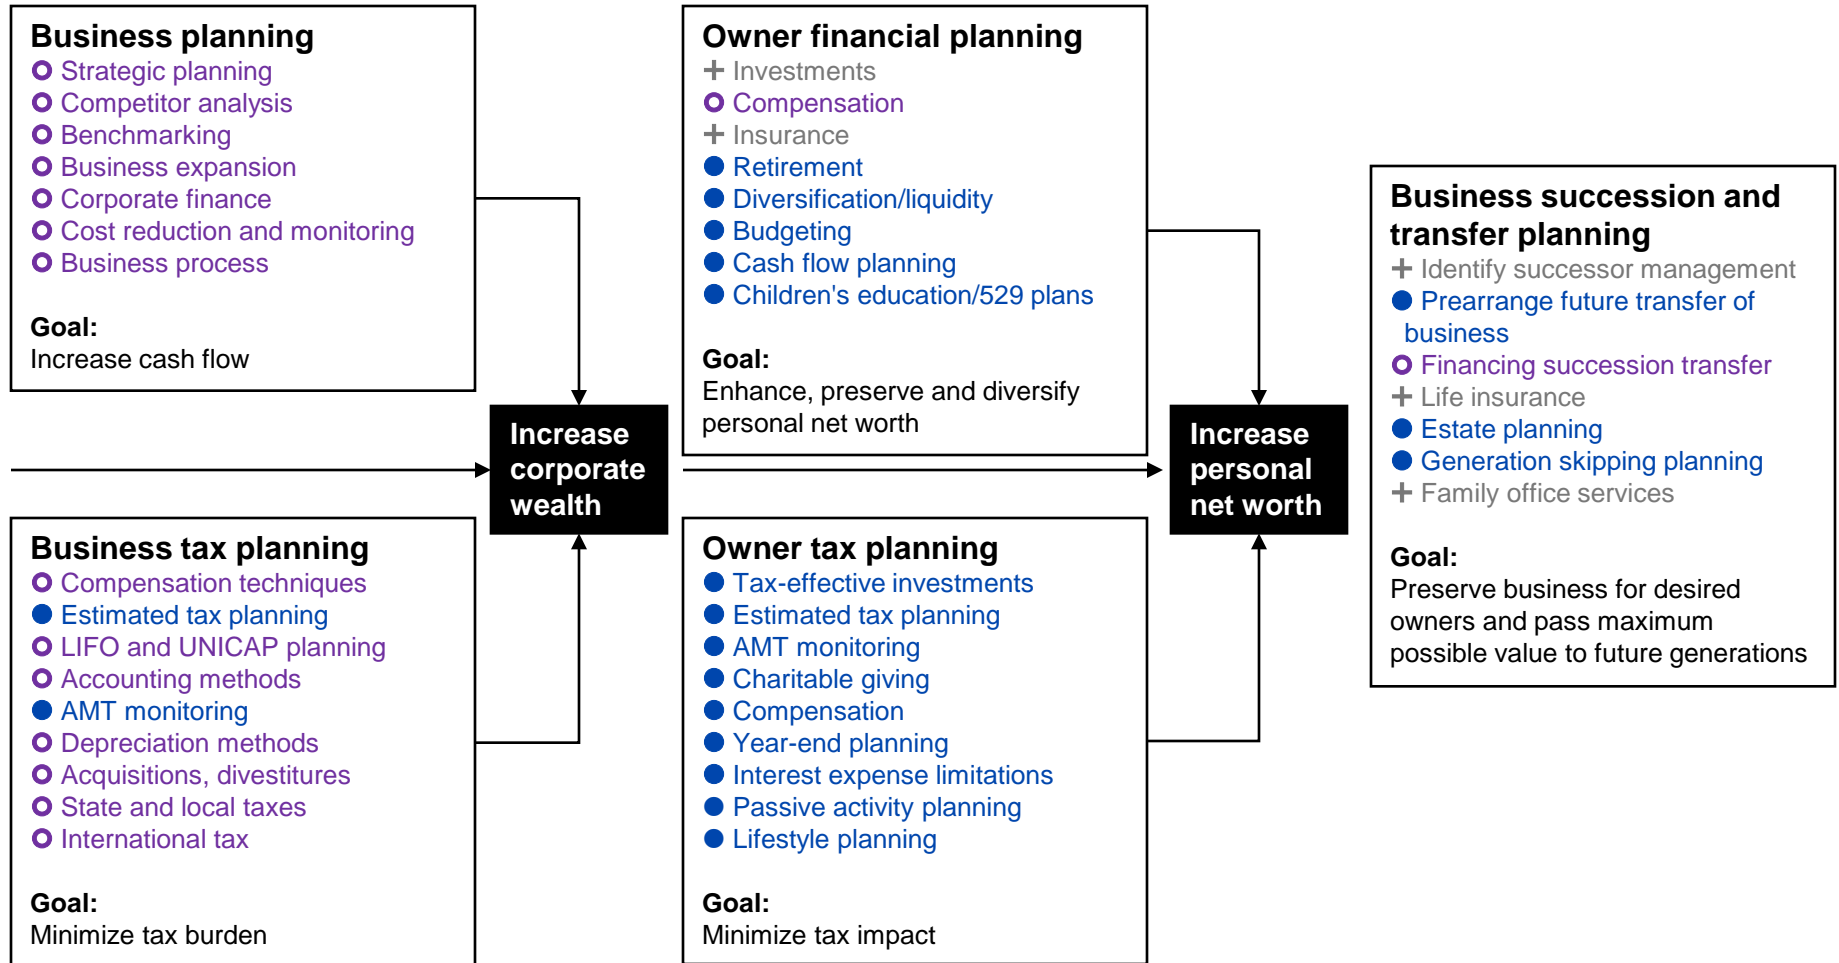 Business planning
Strategic planning
Competitor analysis
Benchmarking
Business expansion
Corporate finance
Cost reduction and monitoring
Business process
Goal:
Increase cash flow
Business tax planning
Compensation techniques
Estimated tax planning
LIFO and UNICAP planning
Accounting methods
AMT monitoring
Depreciation methods
Acquisitions, divestitures
State and local taxes
International tax
Goal:
Minimize tax burden
Increase
corporate
wealth
Owner financial planning
Investments
Compensation
Insurance
Retirement
Diversification/liquidity
Budgeting
Cash flow planning
Children's education/529 plans
Goal:
Enhance, preserve and diversify
personal net worth
Owner tax planning
Tax-effective investments
Estimated tax planning
AMT monitoring
Charitable giving
Compensation
Year-end planning
Interest expense limitations
Passive activity planning
Lifestyle planning
Goal:
Minimize tax impact
Increase
personal
net worth
Business succession and
transfer planning
Identify successor management
Prearrange future transfer of
business
Financing succession transfer
Life insurance
Estate planning
Generation skipping planning
Family office services
Goal:
Preserve business for desired
owners and pass maximum
possible value to future generations